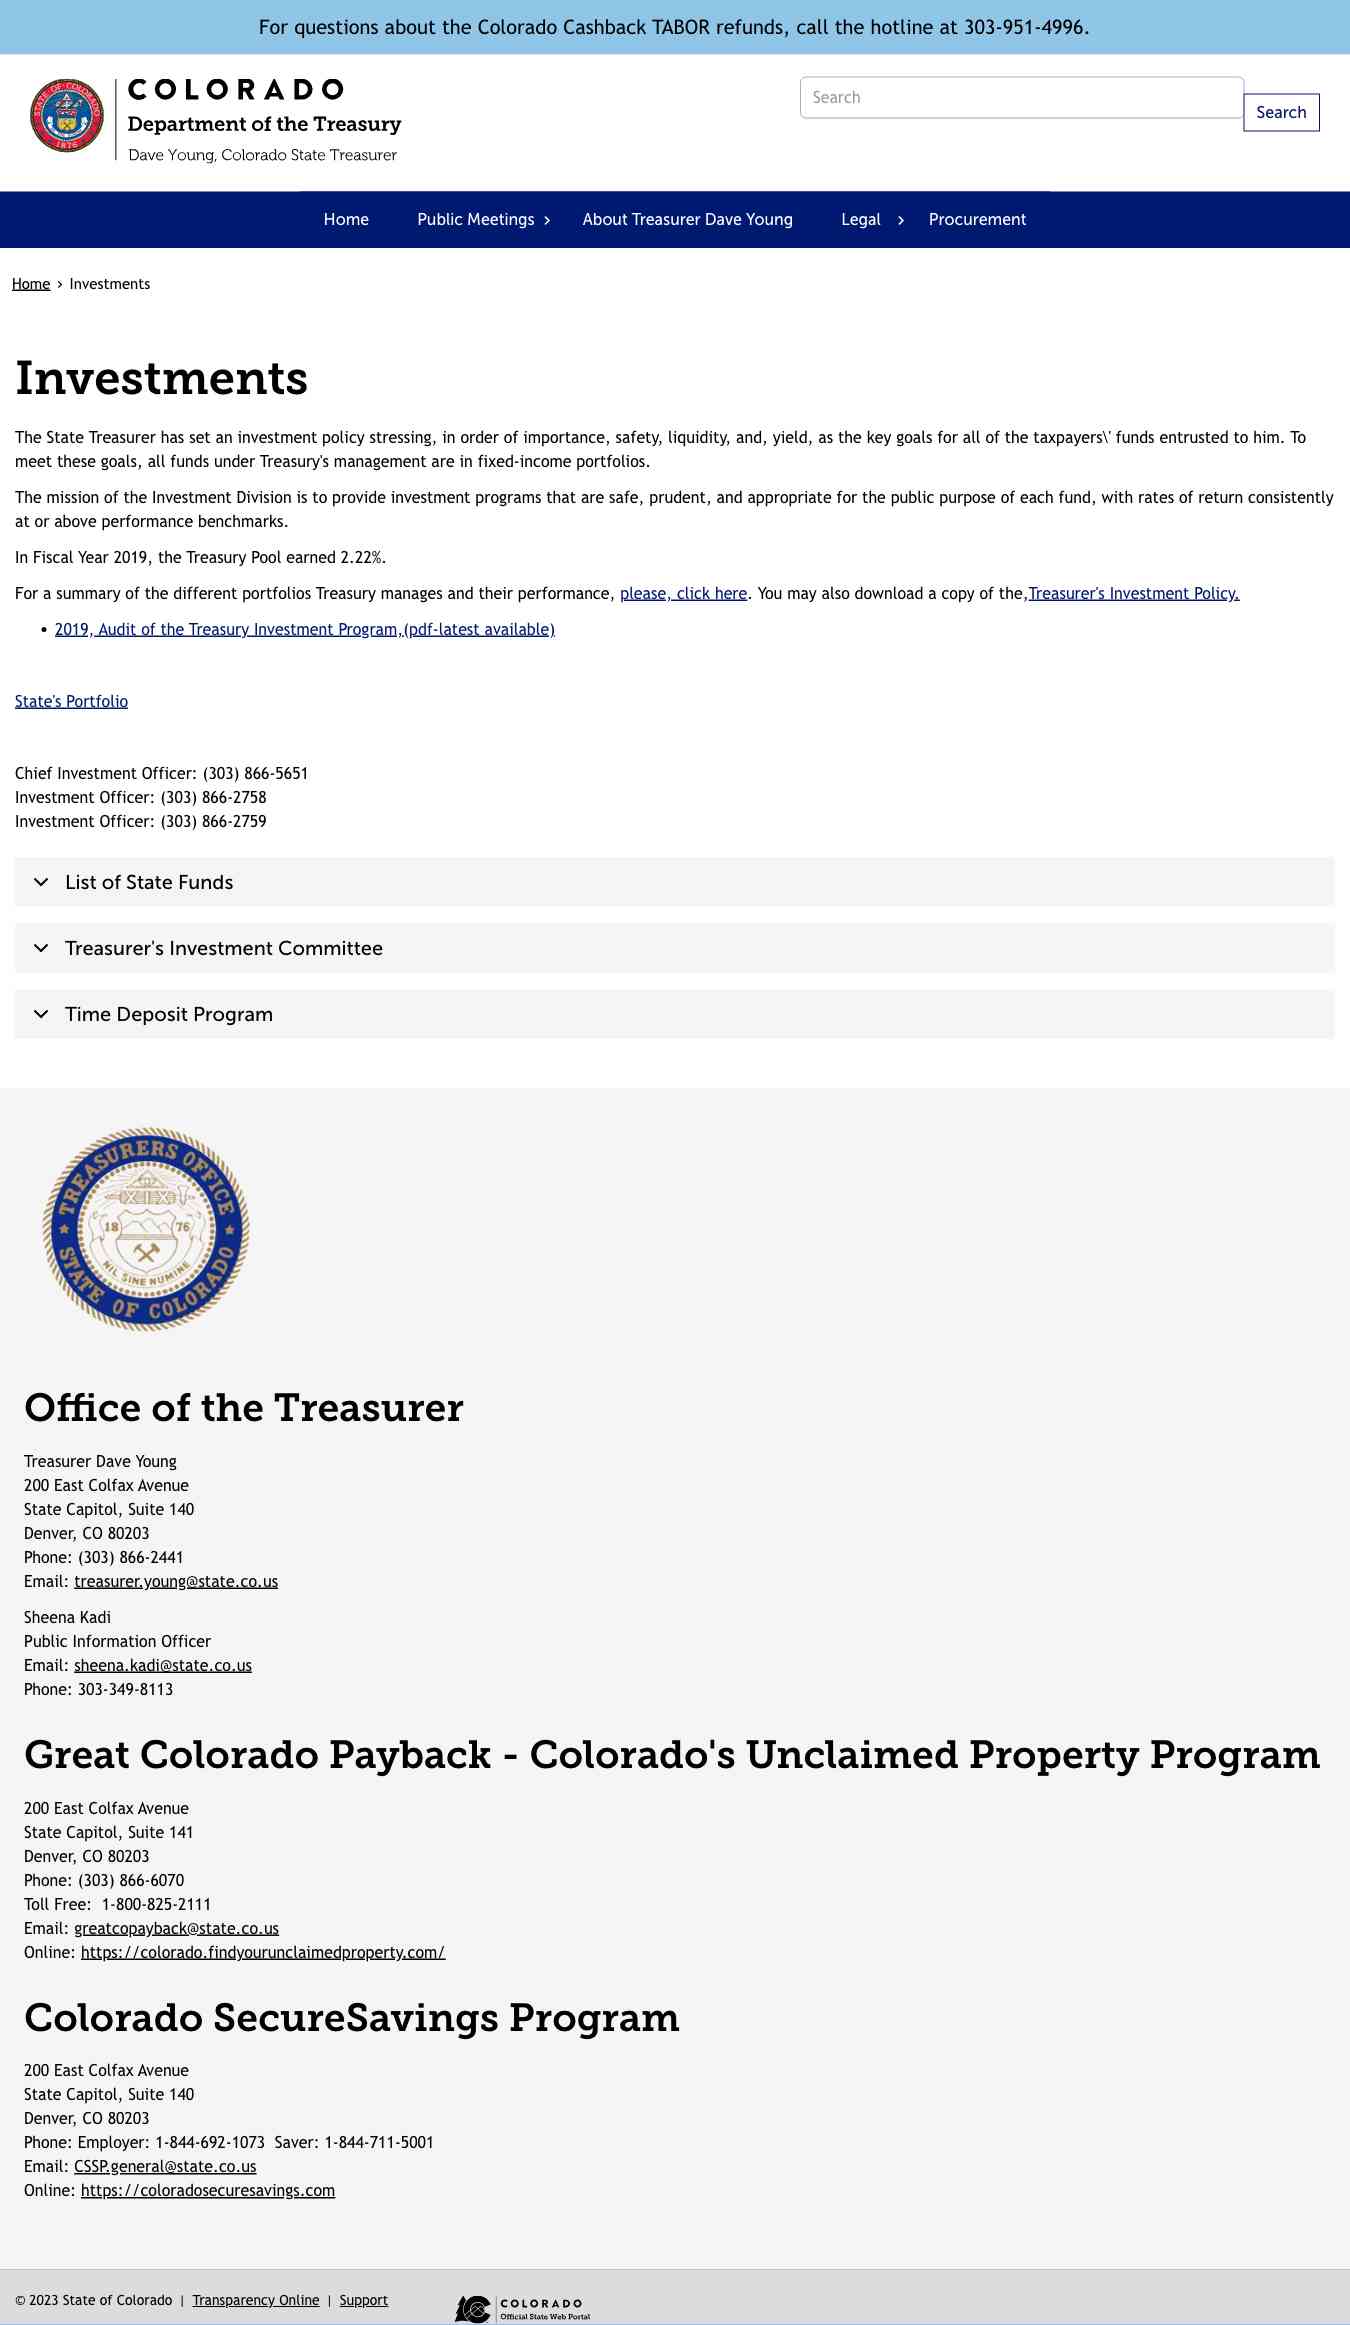 For questions about the Colorado Cashback TABOR refunds, call the hotline at 303-951-4996.
STATE OF COLORADO
1876
COLORADO
Department of the Treasury
Dave Young, Colorado State Treasurer
Search
Search
Home
Public Meetings
About Treasurer Dave Young
Legal
Procurement
Home › Investments
Investments
The State Treasurer has set an investment policy stressing, in order of importance, safety, liquidity, and, yield, as the key goals for all of the taxpayers\' funds entrusted to him. To
meet these goals, all funds under Treasury's management are in fixed-income portfolios.
The mission of the Investment Division is to provide investment programs that are safe, prudent, and appropriate for the public purpose of each fund, with rates of return consistently
at or above performance benchmarks.
In Fiscal Year 2019, the Treasury Pool earned 2.22%.
For a summary of the different portfolios Treasury manages and their performance, please, click here. You may also download a copy of the,Treasurer's Investment Policy.
• 2019, Audit of the Treasury Investment Program,(pdf-latest available)
State's Portfolio
Chief Investment Officer: (303) 866-5651
Investment Officer: (303) 866-2758
Investment Officer: (303) 866-2759
List of State Funds
Treasurer's Investment Committee
Time Deposit Program
TREASURERS OFFICE
18 76
NIL SINE NUMINE
STATE OF COLORADO
Office of the Treasurer
Treasurer Dave Young
200 East Colfax Avenue
State Capitol, Suite 140
Denver, CO 80203
Phone: (303) 866-2441
Email: treasurer.young@state.co.us
Sheena Kadi
Public Information Officer
Email: sheena.kadi@state.co.us
Phone: 303-349-8113
Great Colorado Payback - Colorado's Unclaimed Property Program
200 East Colfax Avenue
State Capitol, Suite 141
Denver, CO 80203
Phone: (303) 866-6070
Toll Free:  1-800-825-2111
Email: greatcopayback@state.co.us
Online: https://colorado.findyourunclaimedproperty.com/
Colorado SecureSavings Program
200 East Colfax Avenue
State Capitol, Suite 140
Denver, CO 80203
Phone: Employer: 1-844-692-1073  Saver: 1-844-711-5001
Email: CSSP.general@state.co.us
Online: https://coloradosecuresavings.com
© 2023 State of Colorado | Transparency Online | Support
COLORADO
Official State Web Portal